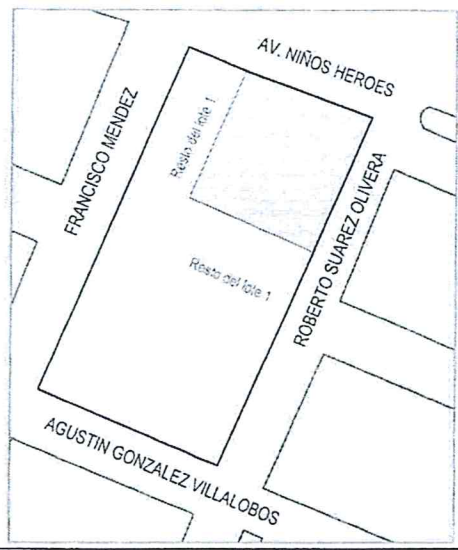 AV. NIÑOS HEROES
FRANCISCO MENDEZ
Resto del lote 1
ROBERTO SUAREZ OLIVERA
Resto del lote 1
AGUSTIN GONZALEZ VILLALOBOS